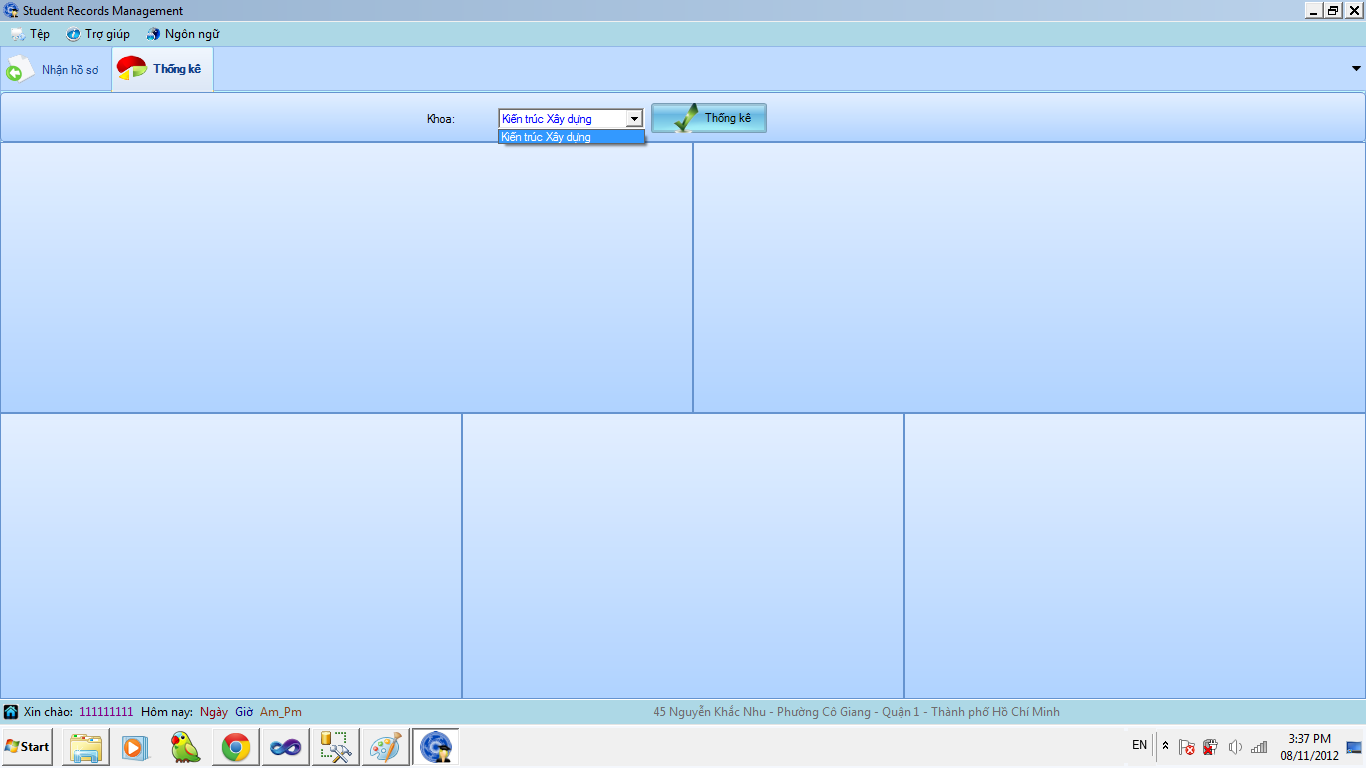 Student Records Management
Tệp Trợ giúp Ngôn ngữ
Nhận hồ sơ Thống kê
Khoa: Kiến trúc Xây dựng Thống kê
Kiến trúc Xây dựng
Xin chào: 111111111 Hôm nay: Ngày Giờ Am_Pm 45 Nguyễn Khắc Nhu - Phường Cô Giang - Quận 1 - Thành phố Hồ Chí Minh
Start EN 3:37 PM
08/11/2012